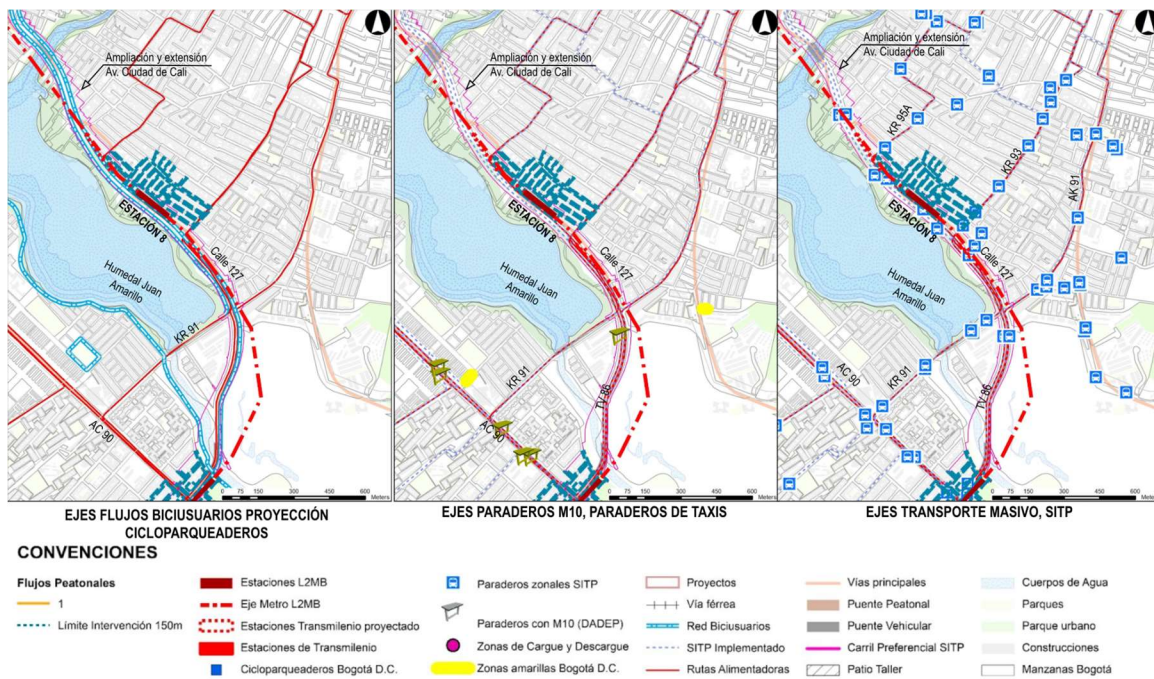 Ampliación y extensión
Av. Ciudad de Cali
ESTACIÓN 8
Calle 127
Humedal Juan
Amarillo
KR 91
AC 90
0 75 150 300 450 600
Meters
EJES FLUJOS BICIUSUARIOS PROYECCIÓN
CICLOPARQUEADEROS
Ampliación y extensión
Av. Ciudad de Cali
ESTACIÓN 8
Calle 127
Humedal Juan
Amarillo
KR 91
TV 86
AC 90
0 75 150 300 450 600
Meters
EJES PARADEROS M10, PARADEROS DE TAXIS
Ampliación y extensión
Av. Ciudad de Cali
KR 95A
KR 93
AK 91
ESTACIÓN 8
Calle 127
Humedal Juan
Amarillo
KR 91
AC 90
TV 86
0 75 150 300 450 600
Meters
EJES TRANSPORTE MASIVO, SITP
CONVENCIONES
Flujos Peatonales
1
Límite Intervención 150m
Estaciones L2MB
Eje Metro L2MB
Estaciones Transmilenio proyectado
Estaciones de Transmilenio
Cicloparqueaderos Bogotá D.C.
Paraderos zonales SITP
Paraderos con M10 (DADEP)
Zonas de Cargue y Descargue
Zonas amarillas Bogotá D.C.
Proyectos
Vía férrea
Red Biciusuarios
SITP Implementado
Rutas Alimentadoras
Vías principales
Puente Peatonal
Puente Vehicular
Carril Preferencial SITP
Patio Taller
Cuerpos de Agua
Parques
Parque urbano
Construcciones
Manzanas Bogotá